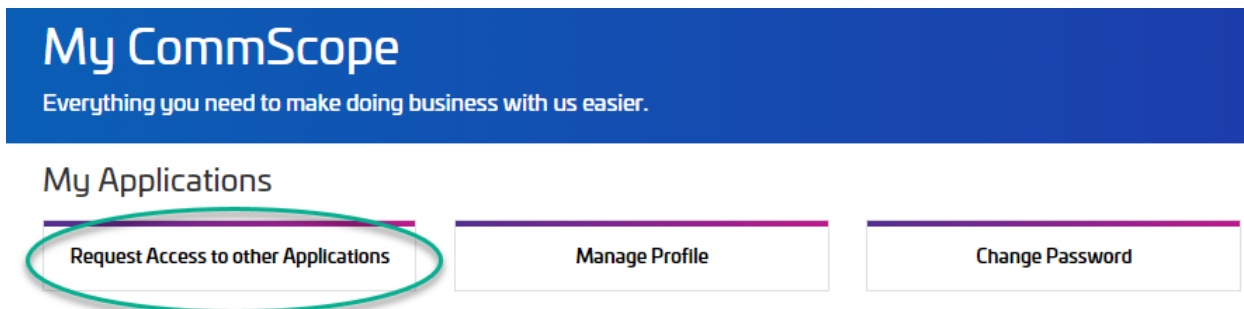 My CommScope
Everything you need to make doing business with us easier.
My Applications
Request Access to other Applications
Manage Profile
Change Password